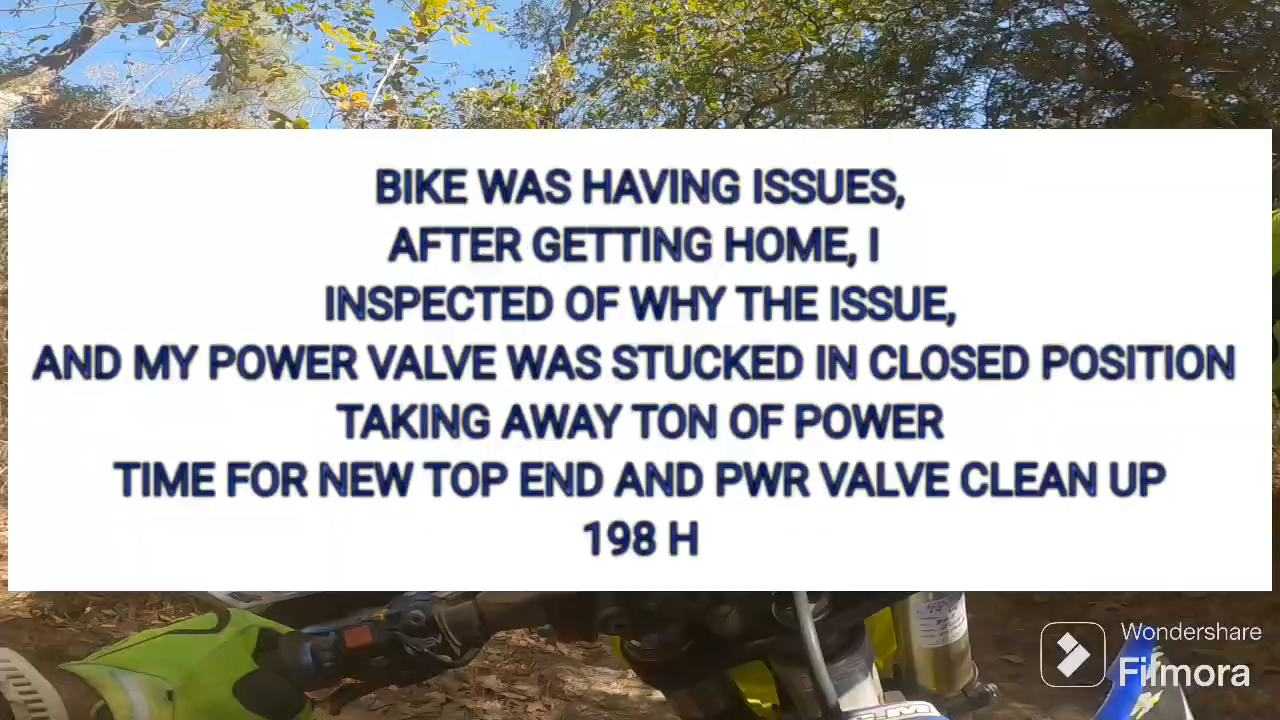 BIKE WAS HAVING ISSUES,
AFTER GETTING HOME, I
INSPECTED OF WHY THE ISSUE,
AND MY POWER VALVE WAS STUCKED IN CLOSED POSITION
TAKING AWAY TON OF POWER
TIME FOR NEW TOP END AND PWR VALVE CLEAN UP
198 H
Wondershare
Filmora